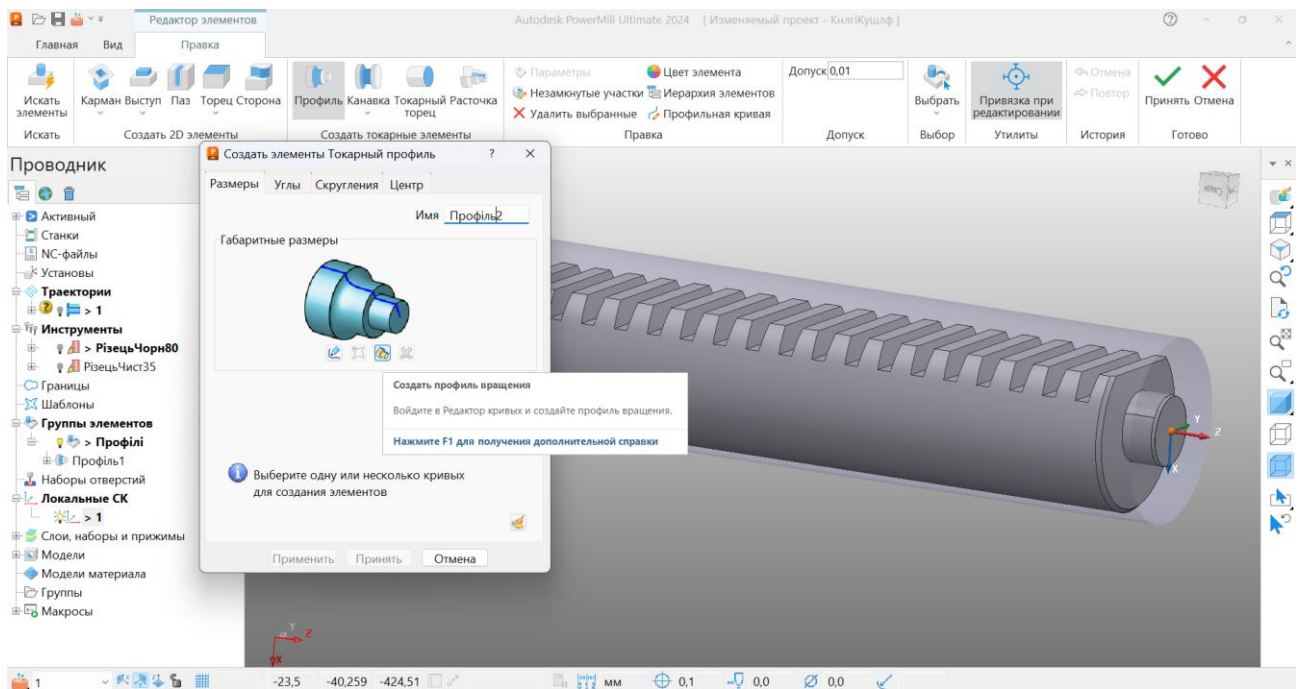 Редактор элементов
Autodesk PowerMill Ultimate 2024 [ Изменяемый проект - КнлгіКушлф ]
Главная Вид Правка
Параметры Цвет элемента Допуск 0,01 Отмена
Незамкнутые участки Иерархия элементов Повтор
Искать элементы Карман Выступ Паз Торец Сторона Профиль Канавка Токарный торец Расточка Удалить выбранные Профильная кривая Выбрать Привязка при редактировании Принять Отмена
Искать Создать 2D элементы Создать токарные элементы Правка Допуск Выбор Утилиты История Готово
Проводник
Активный
Станки
NC-файлы
Установы
Траектории
> 1
Инструменты
> РізецьЧорн80
РізецьЧист35
Границы
Шаблоны
Группы элементов
> Профілі
Профіль1
Наборы отверстий
Локальные СК
> 1
Слои, наборы и прижимы
Модели
Модели материала
Группы
Макросы
Создать элементы Токарный профиль ? ×
Размеры Углы Скругления Центр
Имя Профіль2
Габаритные размеры
Создать профиль вращения
Войдите в Редактор кривых и создайте профиль вращения.
Нажмите F1 для получения дополнительной справки
Выберите одну или несколько кривых
для создания элементов
Применить Принять Отмена
Y
Z
X
Y
Z
X
1 -23,5 -40,259 -424,51 мм 0,1 0,0 0,0